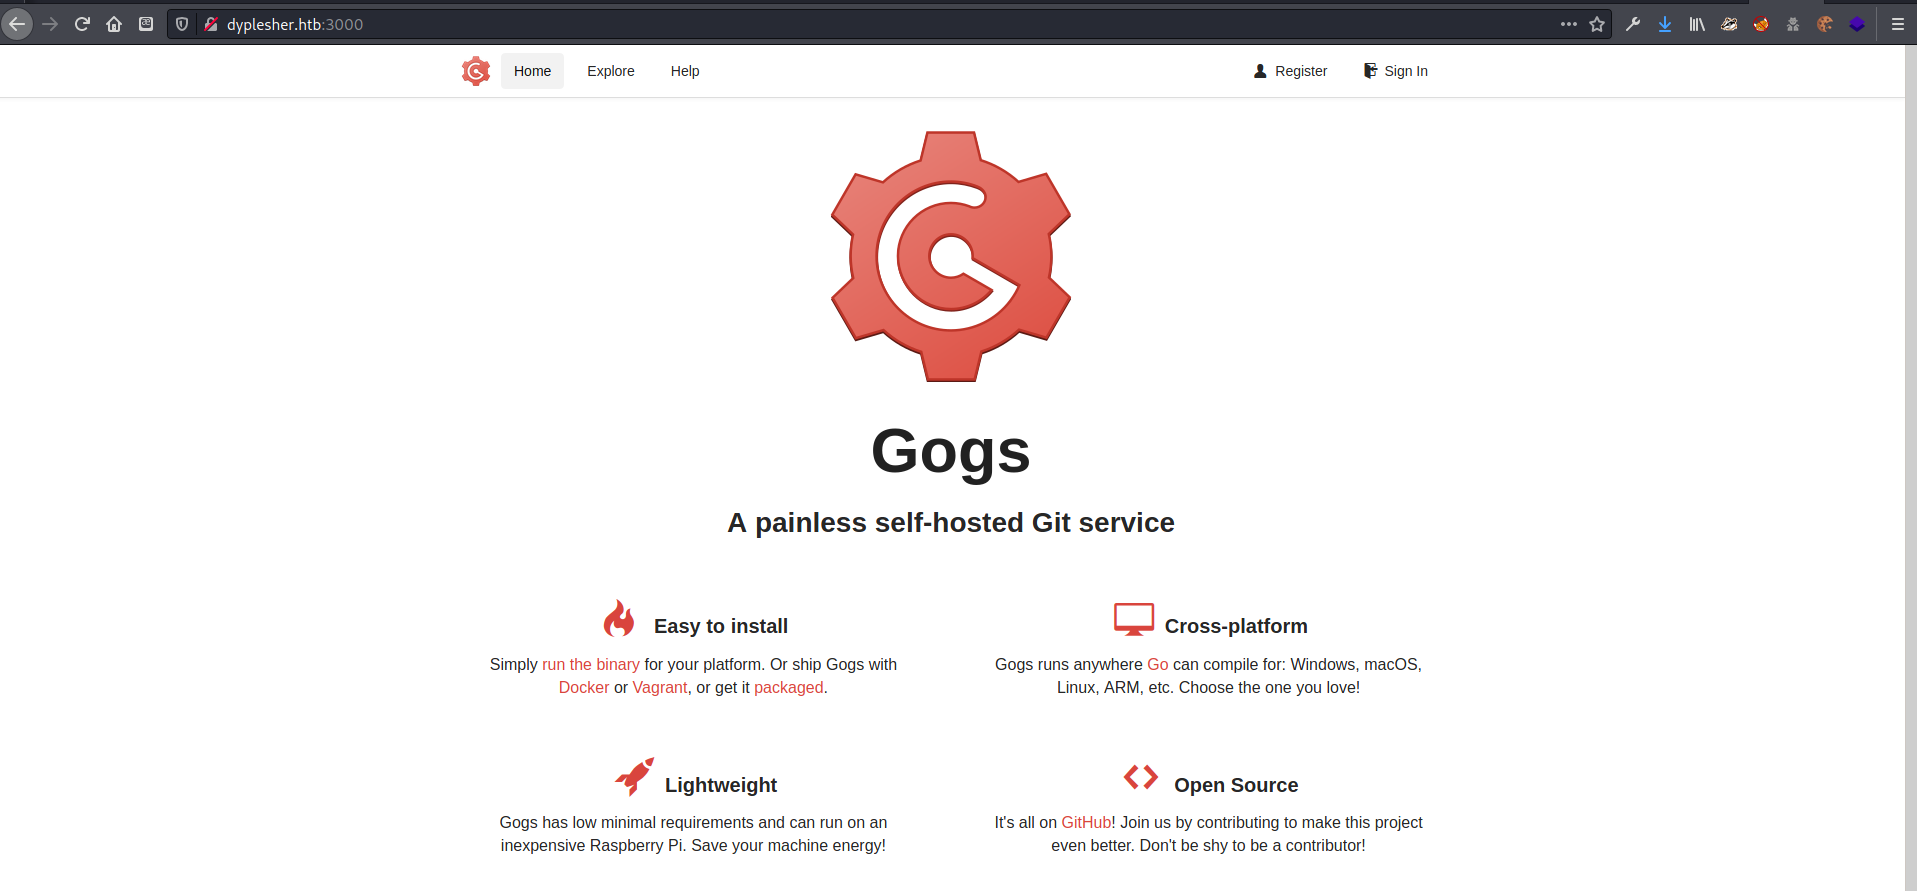 dyplesher.htb:3000
Home Explore Help Register Sign In
Gogs
A painless self-hosted Git service
Easy to install
Simply run the binary for your platform. Or ship Gogs with
Docker or Vagrant, or get it packaged.
Cross-platform
Gogs runs anywhere Go can compile for: Windows, macOS,
Linux, ARM, etc. Choose the one you love!
Lightweight
Gogs has low minimal requirements and can run on an
inexpensive Raspberry Pi. Save your machine energy!
Open Source
It's all on GitHub! Join us by contributing to make this project
even better. Don't be shy to be a contributor!